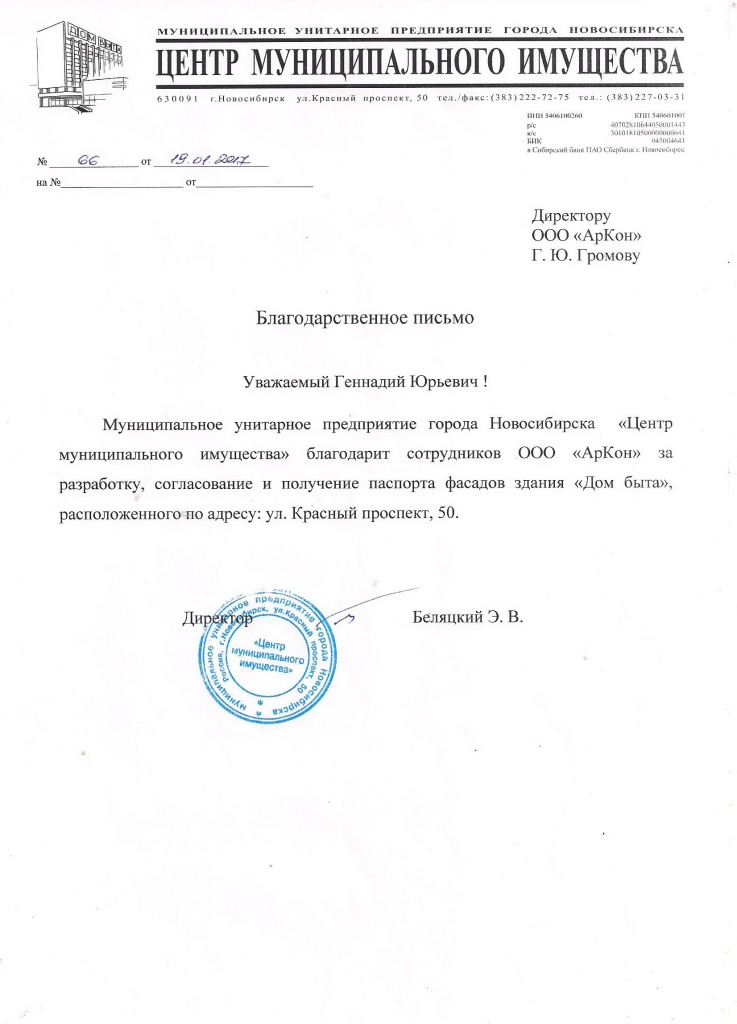 ДОМ БЫТА
МУНИЦИПАЛЬНОЕ УНИТАРНОЕ ПРЕДПРИЯТИЕ ГОРОДА НОВОСИБИРСКА
ЦЕНТР МУНИЦИПАЛЬНОГО ИМУЩЕСТВА
630091 г.Новосибирск ул.Красный проспект, 50 тел./факс:(383)222-72-75 тел.: (383)227-03-31
ИНН 5406100260 КПП 540601001
р/с 40702810644050001443
к/с 30101810500000000641
БИК 045004641
в Сибирский банк ПАО Сбербанк г. Новосибирск
№ 66 от 19.01 2017
на №____________ от____________
Директору
ООО «АрКон»
Г. Ю. Громову
Благодарственное письмо
Уважаемый Геннадий Юрьевич !
Муниципальное унитарное предприятие города Новосибирска «Центр
муниципального имущества» благодарит сотрудников ООО «АрКон» за
разработку, согласование и получение паспорта фасадов здания «Дом быта»,
расположенного по адресу: ул. Красный проспект, 50.
Директор Беляцкий Э. В.
* муниципальное унитарное предприятие города Новосибирска *
Россия, г.Новосибирск, ул.Красный проспект, 50
«Центр
муниципального
имущества»